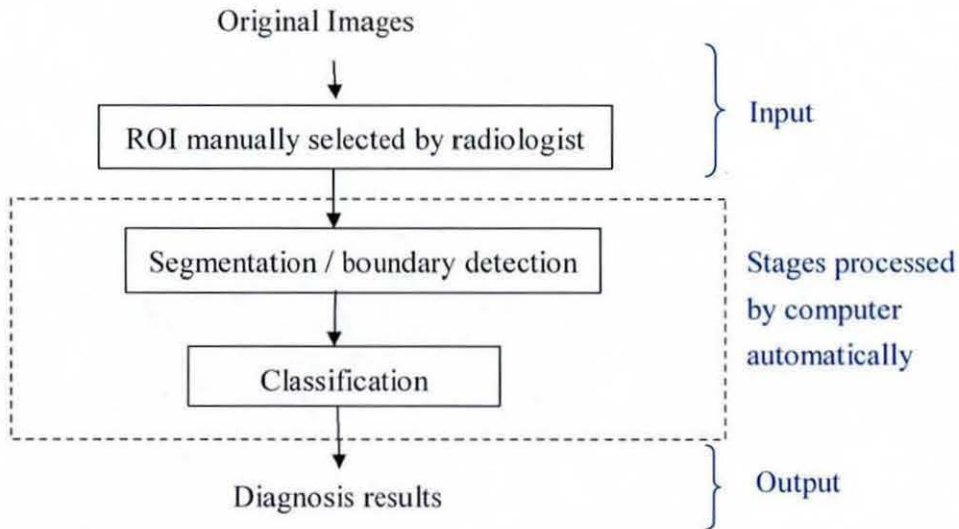 Original Images
ROI manually selected by radiologist
Input
Segmentation / boundary detection
Stages processed
by computer
automatically
Classification
Diagnosis results
Output